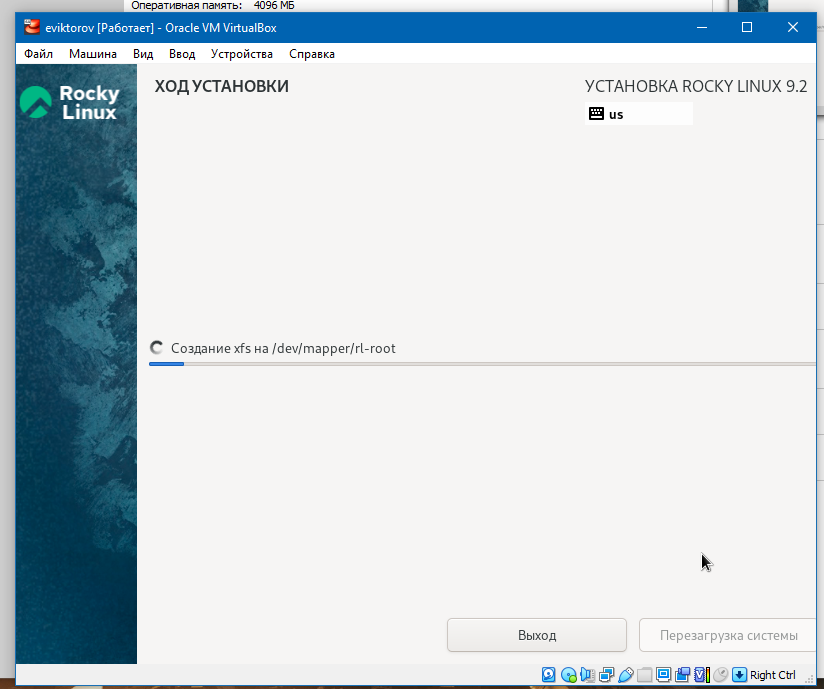 Оперативная память: 4096 МБ
eviktorov [Работает] - Oracle VM VirtualBox
Файл Машина Вид Ввод Устройства Справка
Rocky
Linux
ХОД УСТАНОВКИ
УСТАНОВКА ROCKY LINUX 9.2
us
Создание xfs на /dev/mapper/rl-root
Выход
Перезагрузка системы
Right Ctrl